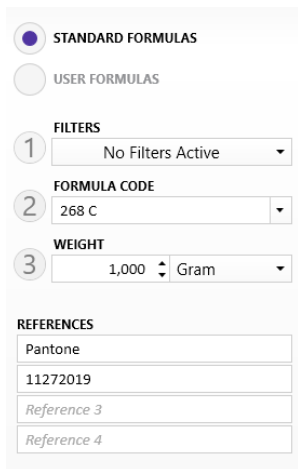 STANDARD FORMULAS
USER FORMULAS
FILTERS
1 No Filters Active
FORMULA CODE
2 268 C
WEIGHT
3 1,000 Gram
REFERENCES
Pantone
11272019
Reference 3
Reference 4